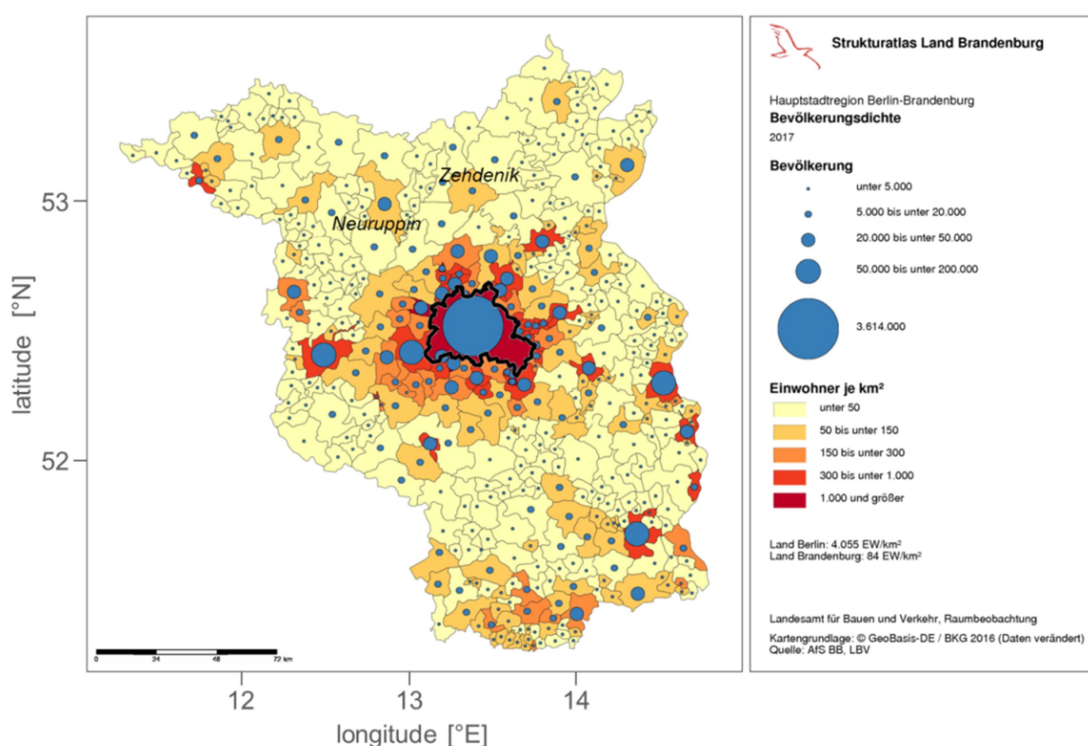 Zehdenik
Neuruppin
53
52
latitude [°N]
0 24 48 72 km
12 13 14
longitude [°E]
Strukturatlas Land Brandenburg
Hauptstadtregion Berlin-Brandenburg
Bevölkerungsdichte
2017
Bevölkerung
unter 5.000
5.000 bis unter 20.000
20.000 bis unter 50.000
50.000 bis unter 200.000
3.614.000
Einwohner je km²
unter 50
50 bis unter 150
150 bis unter 300
300 bis unter 1.000
1.000 und größer
Land Berlin: 4.055 EW/km²
Land Brandenburg: 84 EW/km²
Landesamt für Bauen und Verkehr, Raumbeobachtung
Kartengrundlage: © GeoBasis-DE / BKG 2016 (Daten verändert)
Quelle: AfS BB, LBV